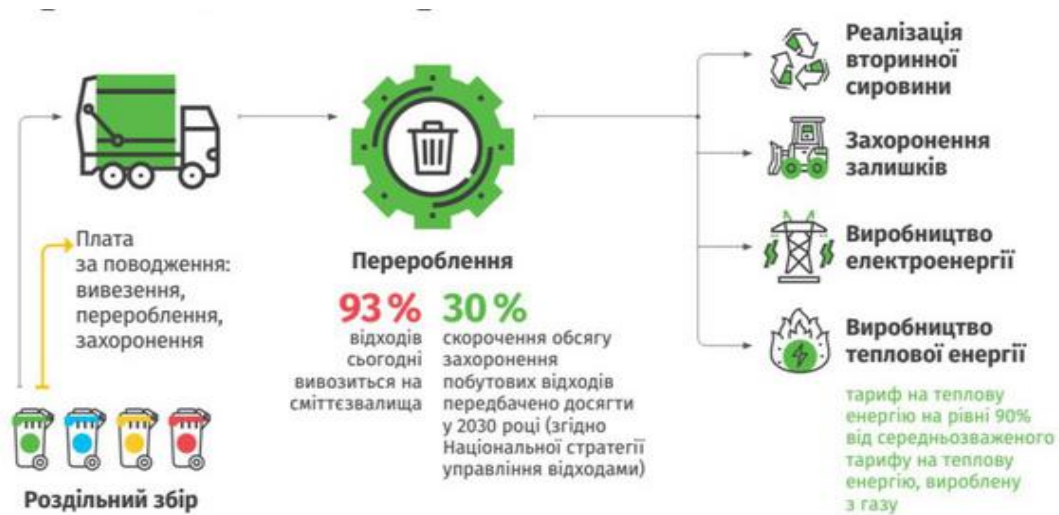 Плата
за поводження:
вивезення,
перероблення,
захоронення
Роздільний збір
Перероблення
93 %
відходів
сьогодні
вивозиться на
сміттєзвалища
30 %
скорочення обсягу
захоронення
побутових відходів
передбачено досягти
у 2030 році (згідно
Національної стратегії
управління відходами)
Реалізація
вторинної
сировини
Захоронення
залишків
Виробництво
електроенергії
Виробництво
теплової енергії
тариф на теплову
енергію на рівні 90%
від середньозваженого
тарифу на теплову
енергію, вироблену
з газу